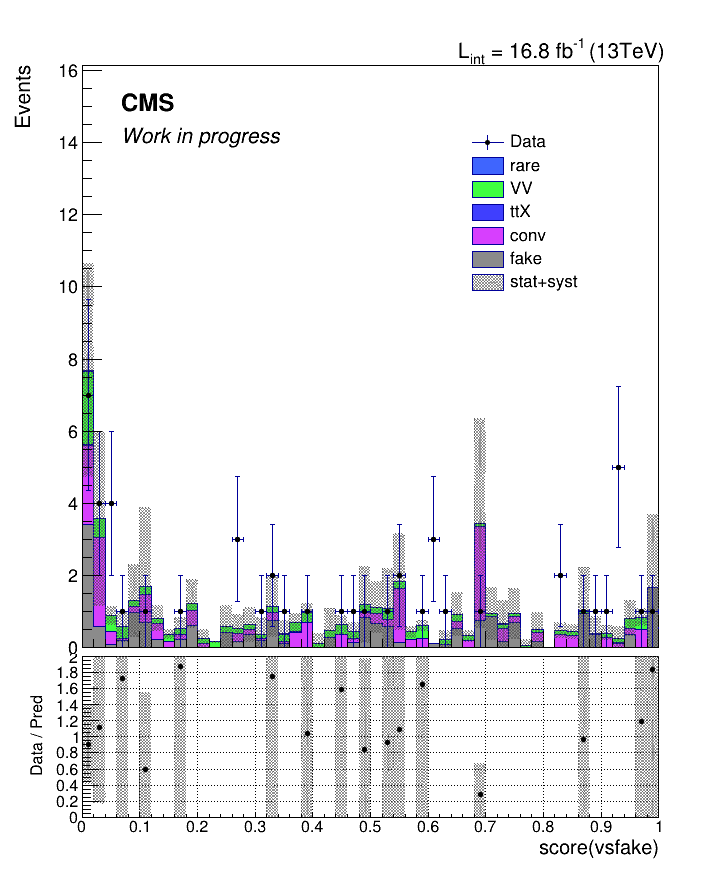 L_int = 16.8 fb^-1 (13TeV)
Events
16
14
12
10
8
6
4
2
0
CMS
Work in progress
Data
rare
VV
ttX
conv
fake
stat+syst
Data / Pred
2
1.8
1.6
1.4
1.2
1
0.8
0.6
0.4
0.2
0
0 0.1 0.2 0.3 0.4 0.5 0.6 0.7 0.8 0.9 1
score(vsfake)